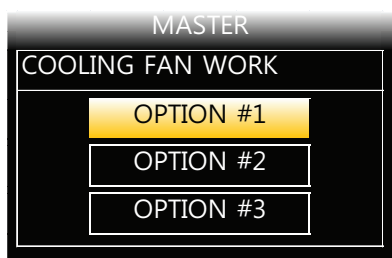 MASTER
COOLING FAN WORK
OPTION #1
OPTION #2
OPTION #3